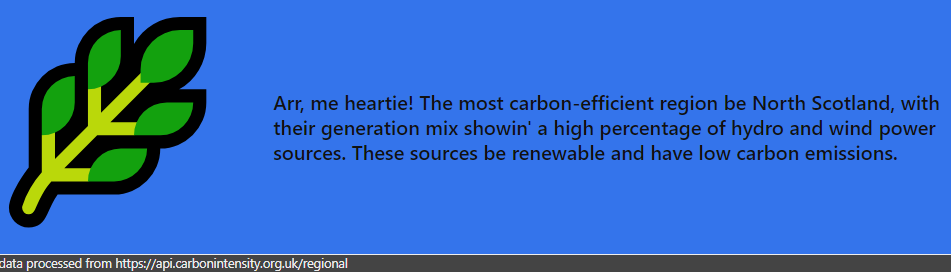 Arr, me heartie! The most carbon-efficient region be North Scotland, with
their generation mix showin' a high percentage of hydro and wind power
sources. These sources be renewable and have low carbon emissions.
data processed from https://api.carbonintensity.org.uk/regional